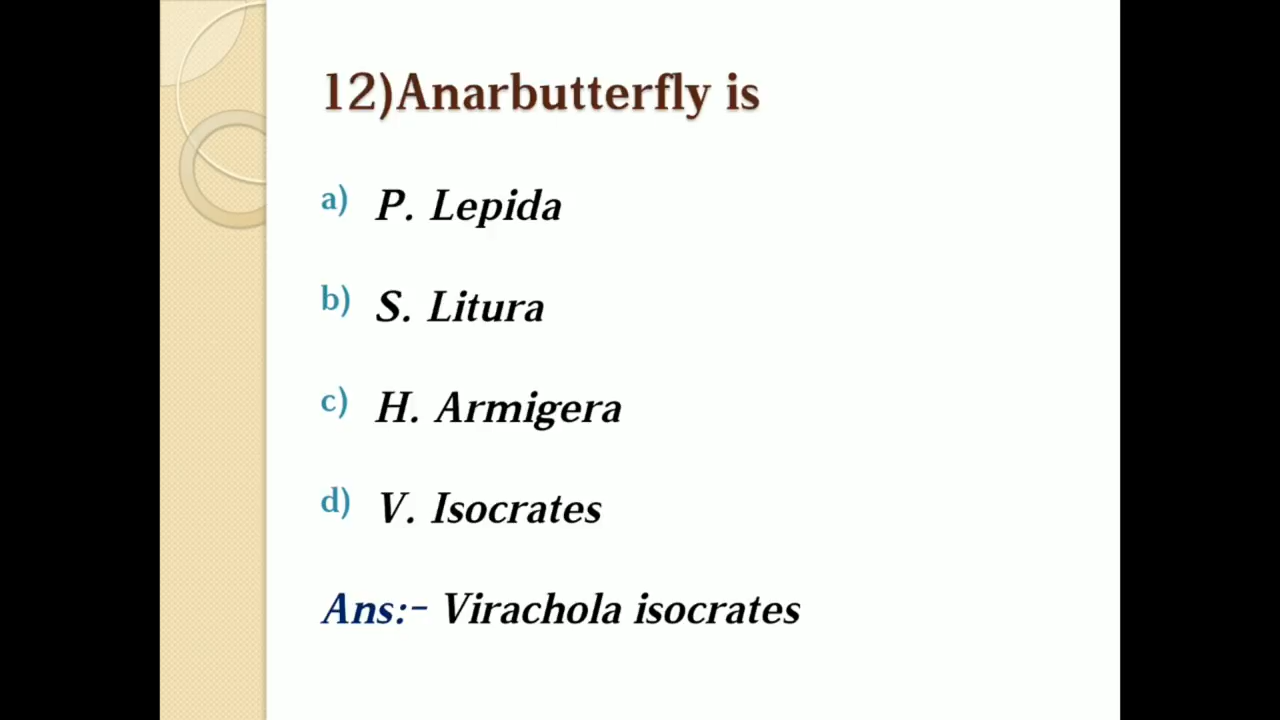 12)Anarbutterfly is
a) P. Lepida
b) S. Litura
c) H. Armigera
d) V. Isocrates
Ans:- Virachola isocrates